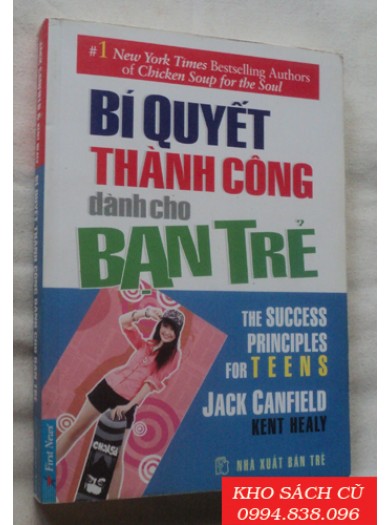 #1 New York Times Bestselling Authors
of Chicken Soup for the Soul
BÍ QUYẾT
THÀNH CÔNG
dành cho
BẠN TRẺ
THE SUCCESS
PRINCIPLES
FOR TEENS
JACK CANFIELD
KENT HEALY
NHÀ XUẤT BẢN TRẺ
First News
KHO SÁCH CŨ
0994.838.096